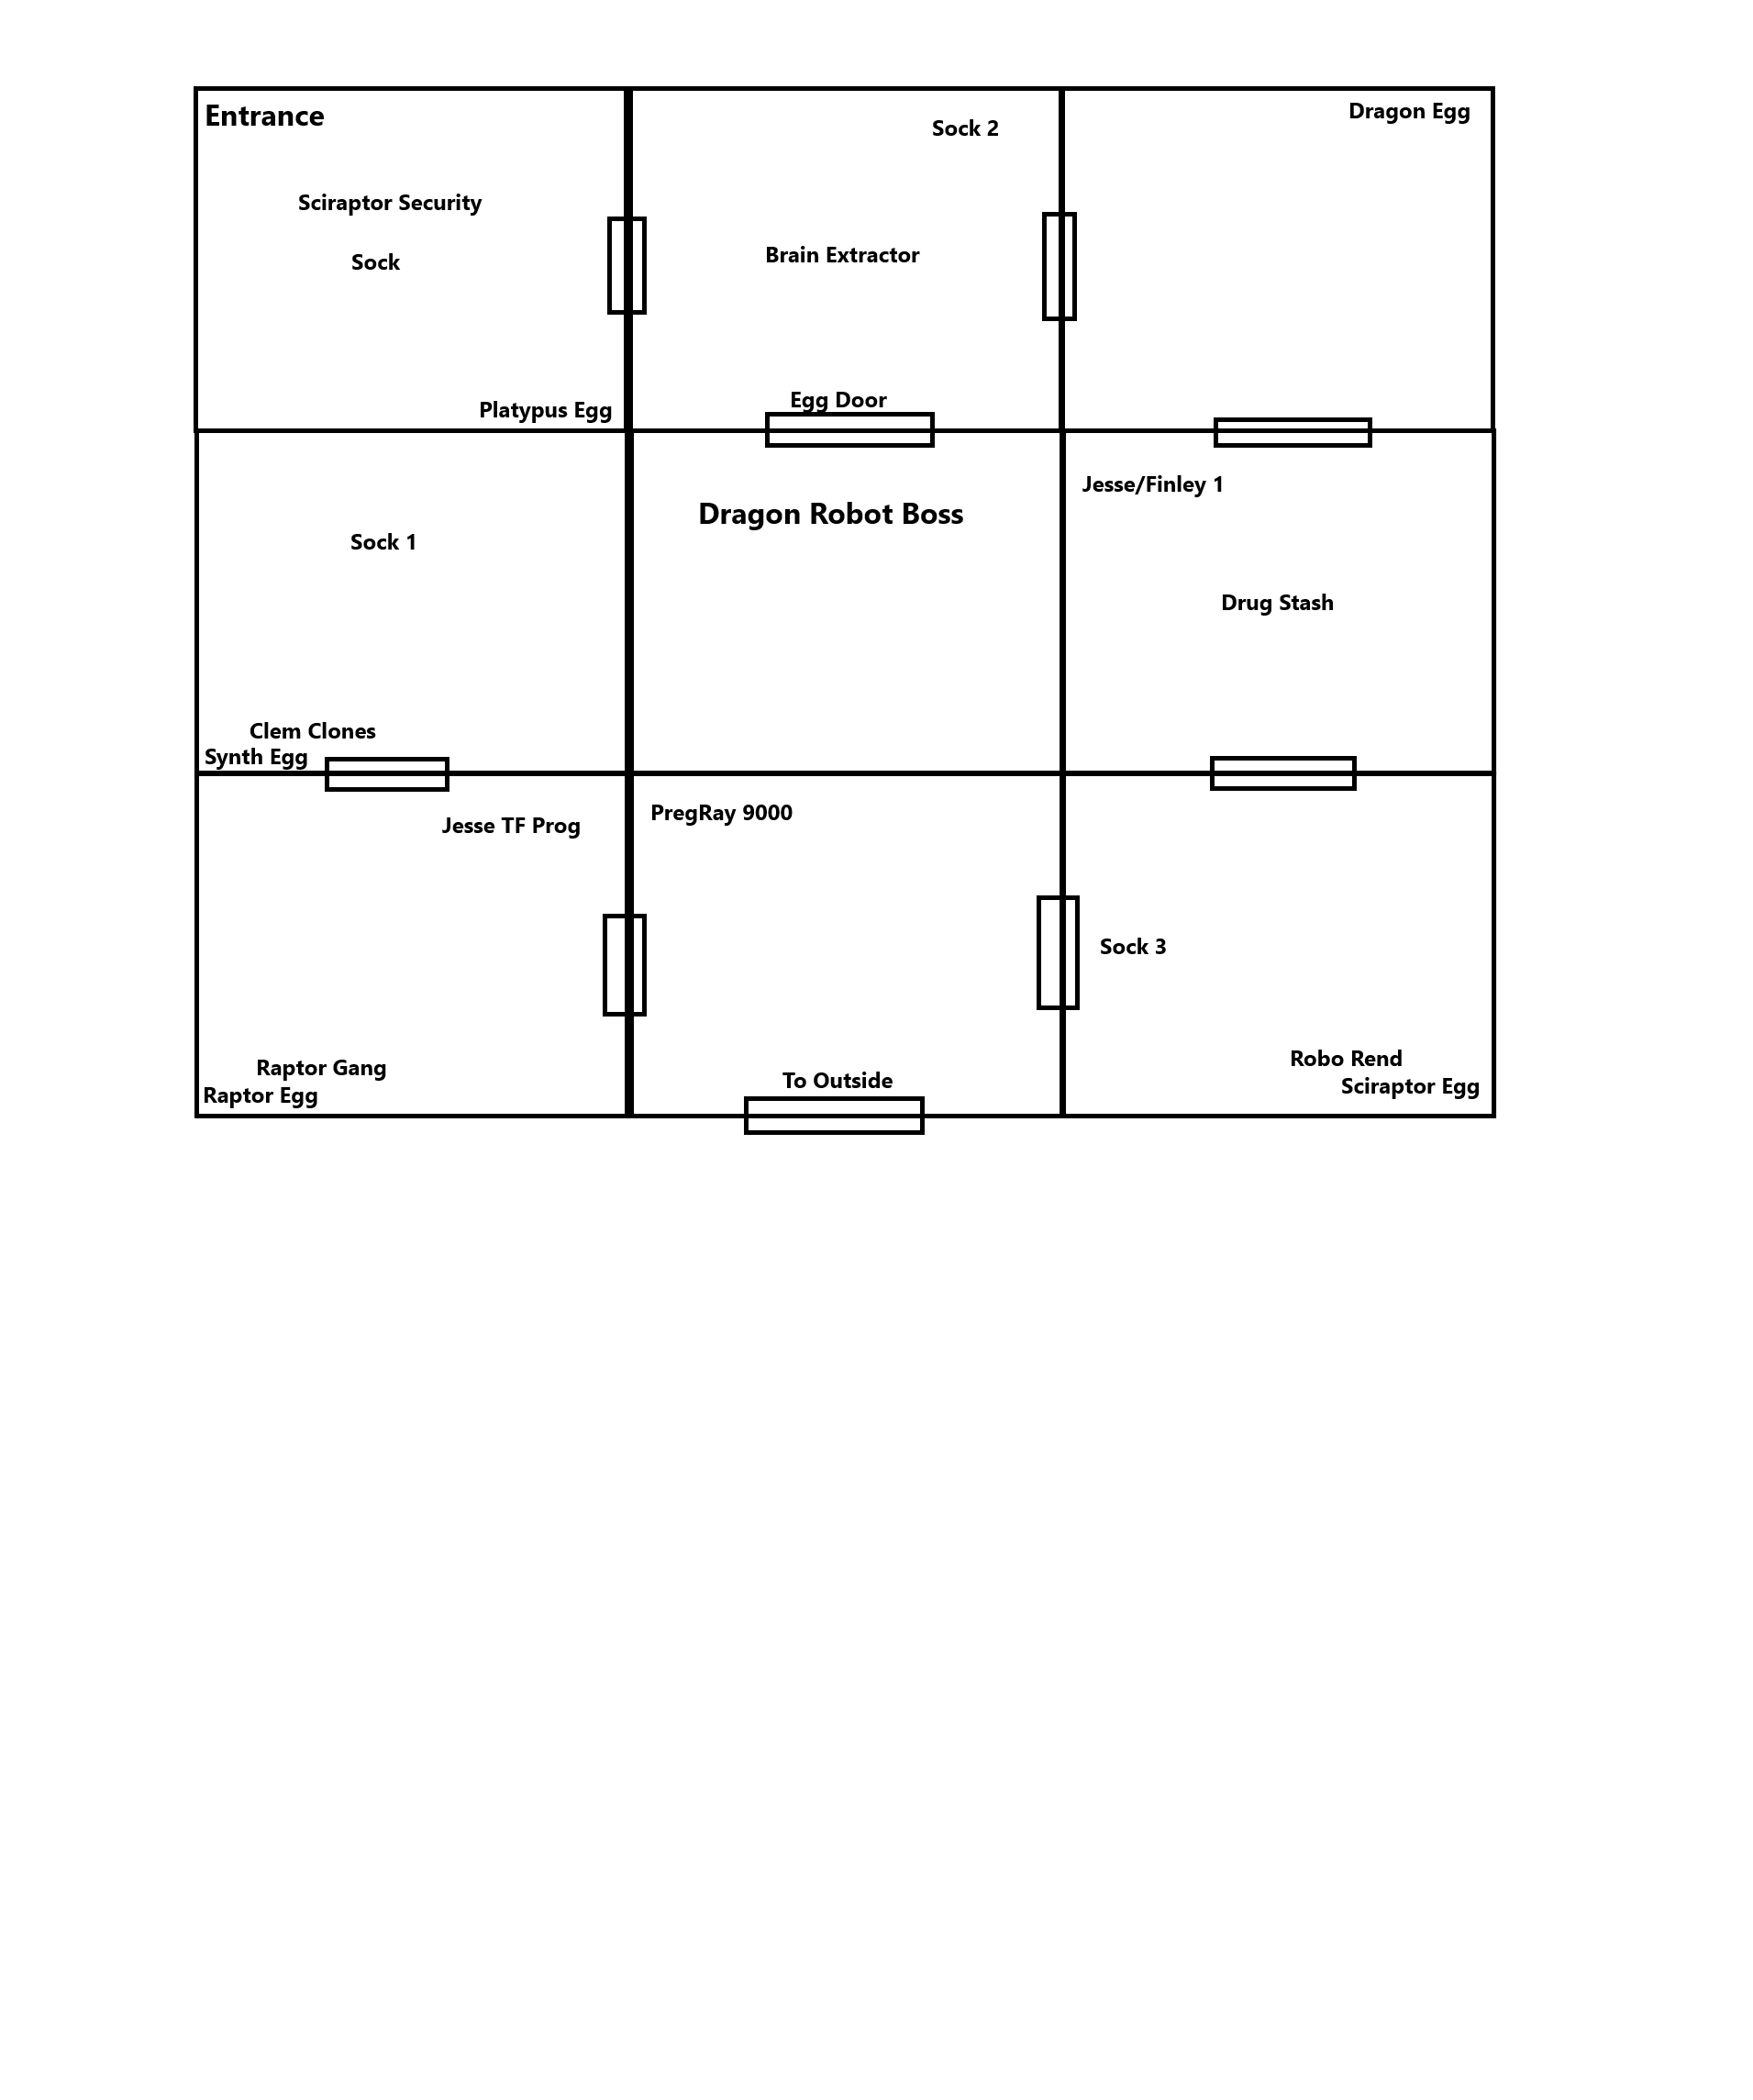 Entrance
Sciraptor Security
Sock
Platypus Egg
Sock 2
Brain Extractor
Egg Door
Dragon Egg
Sock 1
Clem Clones
Synth Egg
Dragon Robot Boss
Jesse/Finley 1
Drug Stash
Jesse TF Prog
Raptor Gang
Raptor Egg
PregRay 9000
To Outside
Sock 3
Robo Rend
Sciraptor Egg